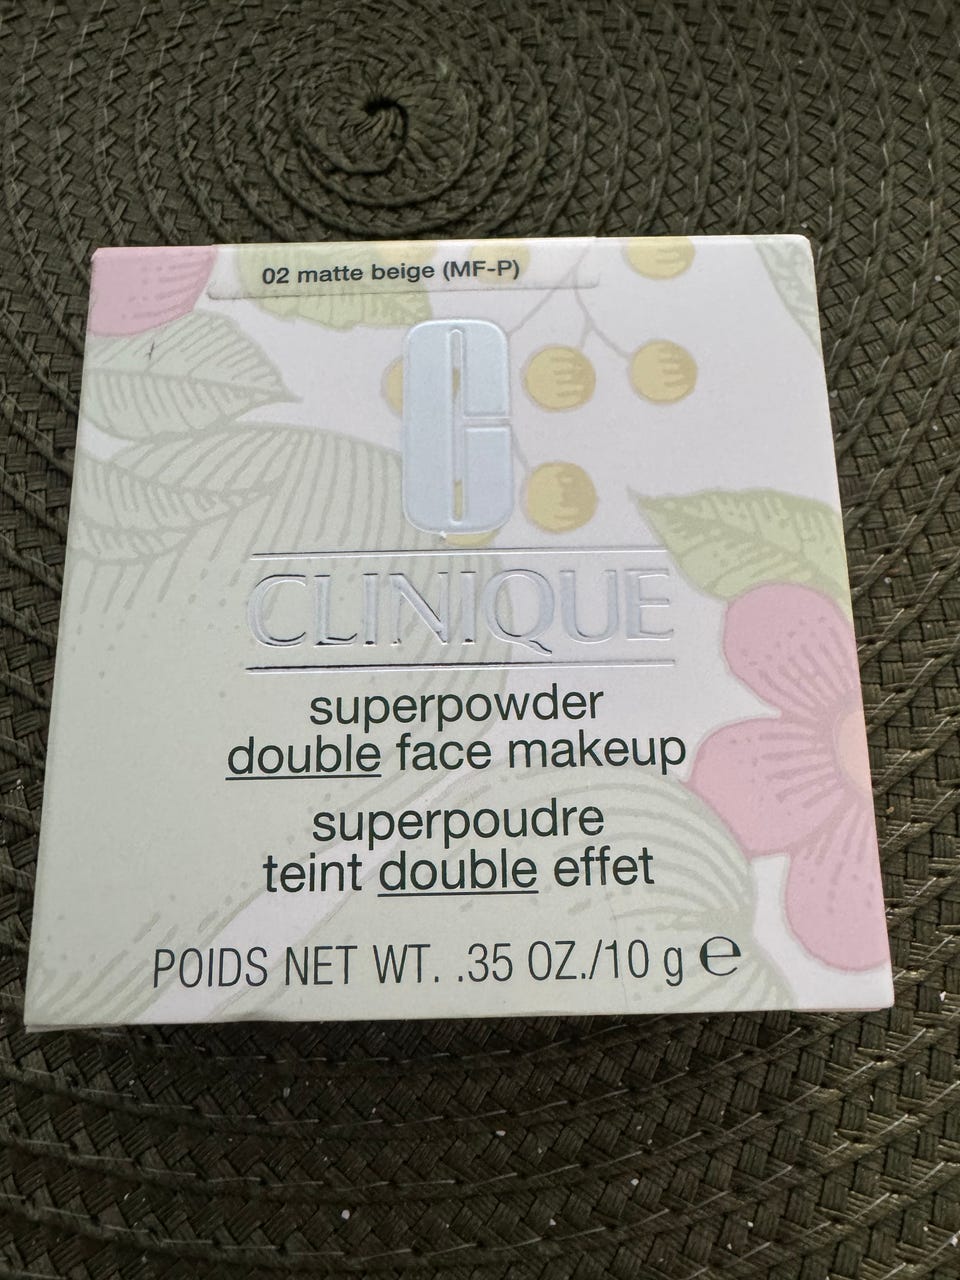 02 matte beige (MF-P)
C
CLINIQUE
superpowder
double face makeup
superpoudre
teint double effet
POIDS NET WT. .35 OZ./10 g ℮